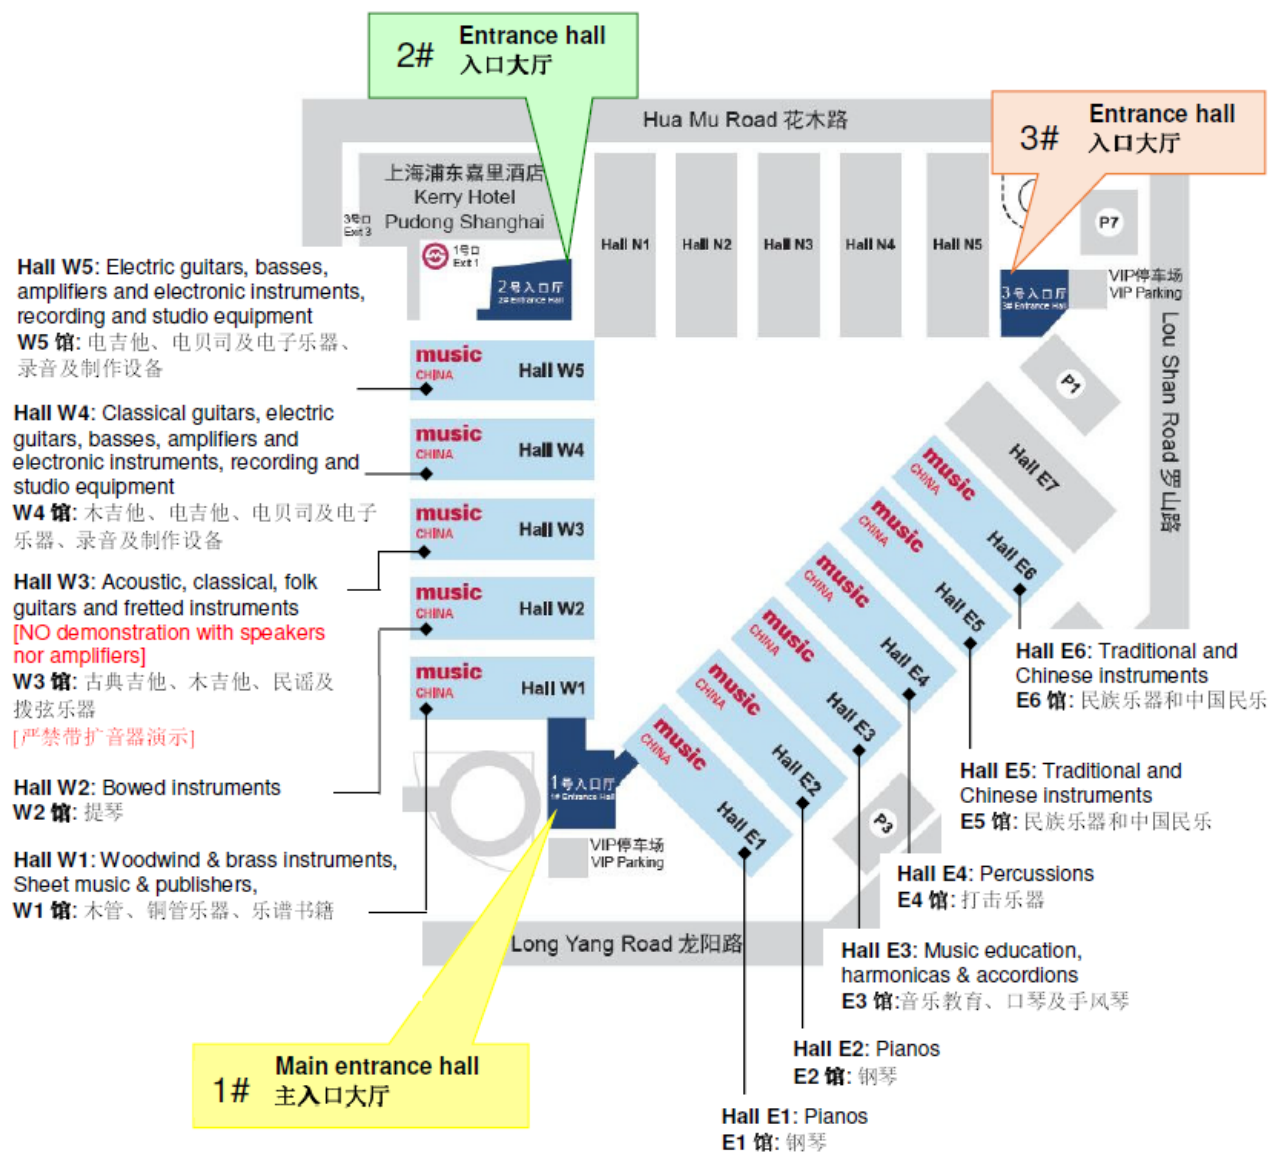 2# Entrance hall
入口大厅
Hua Mu Road 花木路
3# Entrance hall
入口大厅
上海浦东嘉里酒店
Kerry Hotel
Pudong Shanghai
3号口
Exit 3
1号口
Exit 1
2号入口厅
2# Entrance Hall
Hall N1
Hall N2
Hall N3
Hall N4
Hall N5
P7
VIP停车场
VIP Parking
3号入口厅
3# Entrance Hall
Lou Shan Road 罗山路
P1
Hall E7
Hall W5: Electric guitars, basses,
amplifiers and electronic instruments,
recording and studio equipment
W5 馆: 电吉他、电贝司及电子乐器、
录音及制作设备
music
CHINA
Hall W5
Hall W4: Classical guitars, electric
guitars, basses, amplifiers and
electronic instruments, recording and
studio equipment
W4 馆: 木吉他、电吉他、电贝司及电子
乐器、录音及制作设备
music
CHINA
Hall W4
Hall W3: Acoustic, classical, folk
guitars and fretted instruments
[NO demonstration with speakers
nor amplifiers]
W3 馆: 古典吉他、木吉他、民谣及
拨弦乐器
[严禁带扩音器演示]
music
CHINA
Hall W3
Hall W2: Bowed instruments
W2 馆: 提琴
music
CHINA
Hall W2
Hall W1: Woodwind & brass instruments,
Sheet music & publishers,
W1 馆: 木管、铜管乐器、乐谱书籍
music
CHINA
Hall W1
1号入口厅
1# Entrance Hall
VIP停车场
VIP Parking
music
CHINA
Hall E6
music
CHINA
Hall E5
music
CHINA
Hall E4
music
CHINA
Hall E3
music
CHINA
Hall E2
music
CHINA
Hall E1
P3
Hall E6: Traditional and
Chinese instruments
E6 馆: 民族乐器和中国民乐
Hall E5: Traditional and
Chinese instruments
E5 馆: 民族乐器和中国民乐
Hall E4: Percussions
E4 馆: 打击乐器
Hall E3: Music education,
harmonicas & accordions
E3 馆:音乐教育、口琴及手风琴
Hall E2: Pianos
E2 馆: 钢琴
Hall E1: Pianos
E1 馆: 钢琴
Long Yang Road 龙阳路
1# Main entrance hall
主入口大厅